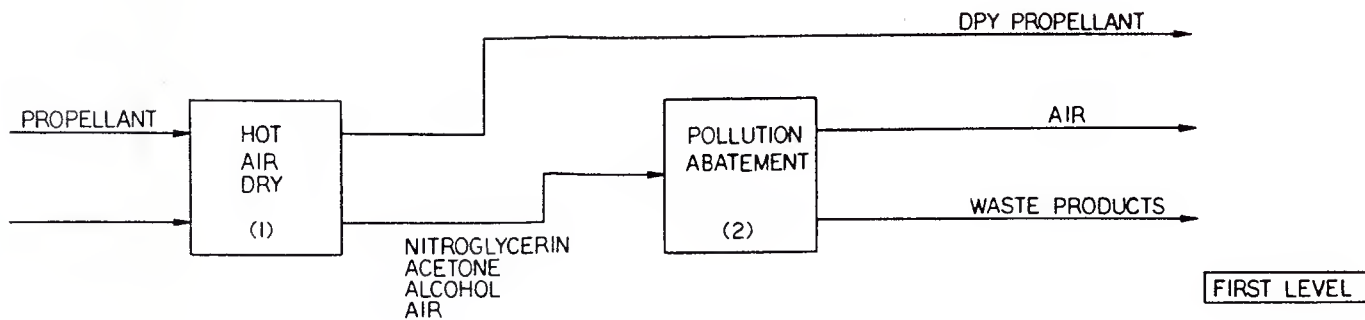 DPY PROPELLANT
PROPELLANT
HOT
AIR
DRY
(1)
POLLUTION
ABATEMENT
(2)
AIR
WASTE PRODUCTS
NITROGLYCERIN
ACETONE
ALCOHOL
AIR
FIRST LEVEL